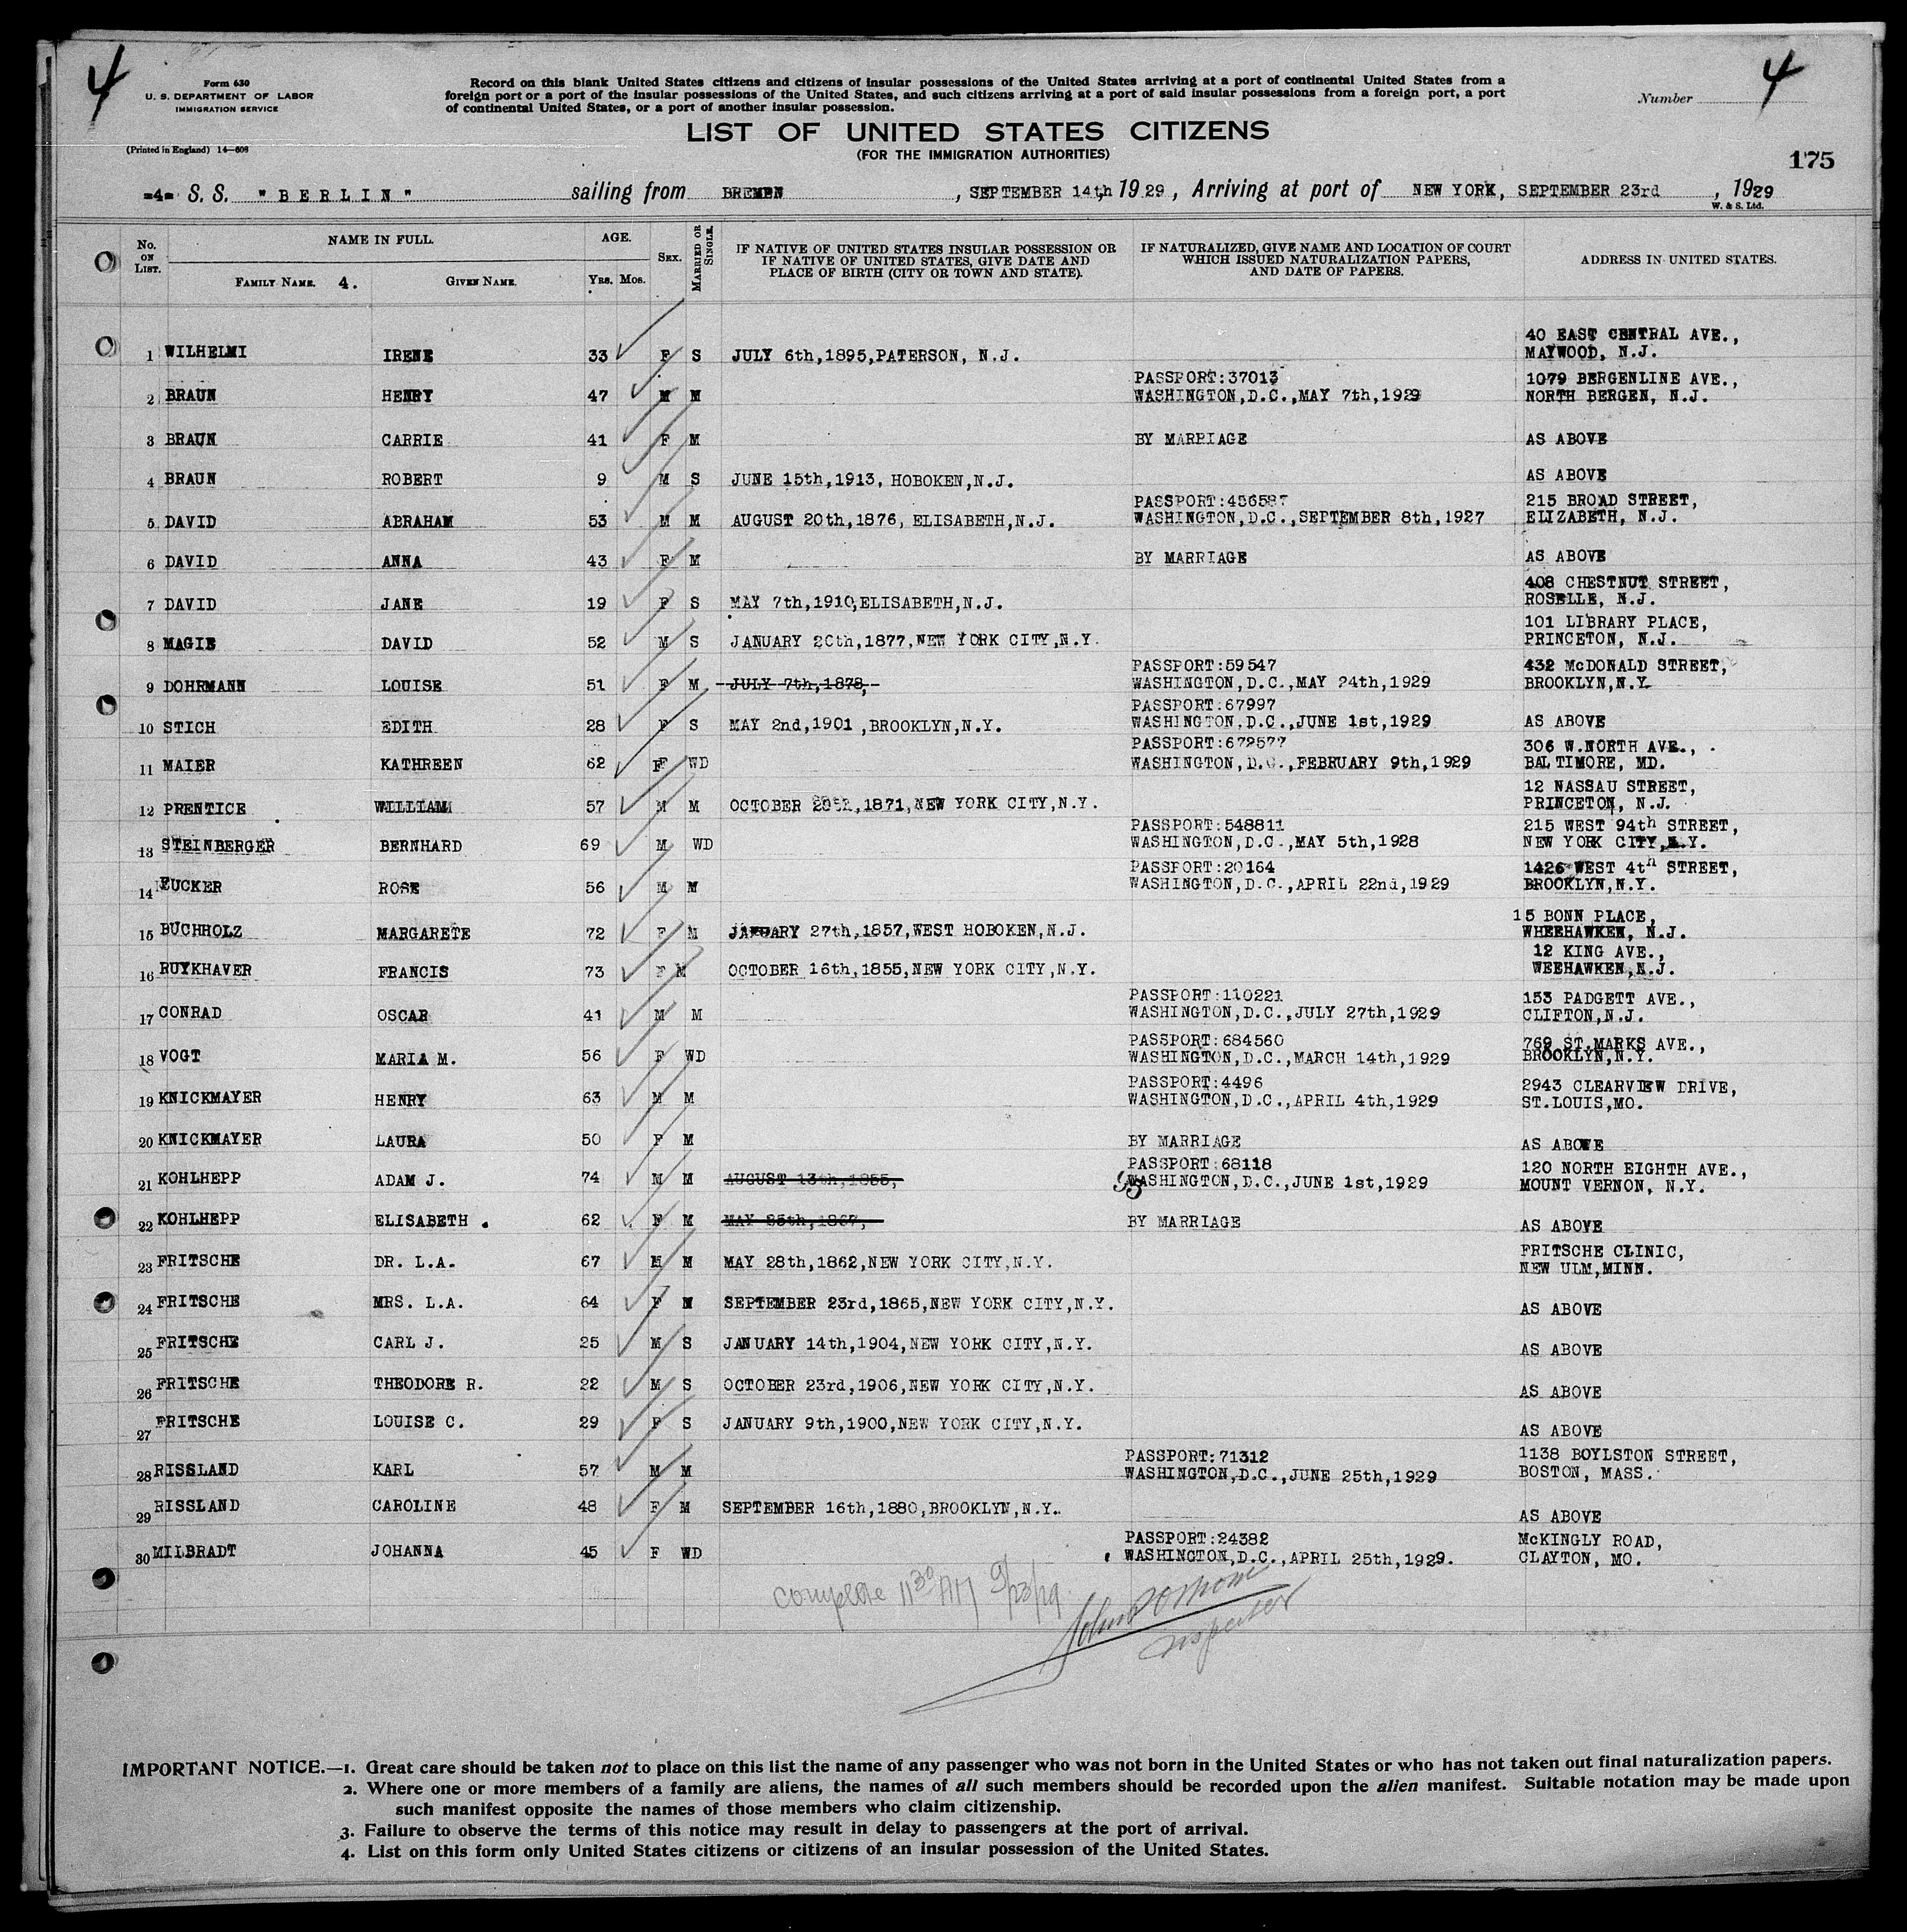 4
4
Form 630
U. S. DEPARTMENT OF LABOR
IMMIGRATION SERVICE
(Printed in England) 14—608
Record on this blank United States citizens and citizens of insular possessions of the United States arriving at a port of continental United States from a
foreign port or a port of the insular possessions of the United States, and such citizens arriving at a port of said insular possessions from a foreign port, a port
of continental United States, or a port of another insular possession.
Number
LIST OF UNITED STATES CITIZENS
(FOR THE IMMIGRATION AUTHORITIES)
175
=4= S. S. "BERLIN" sailing from BREMEN, SEPTEMBER 14th, 1929, Arriving at port of NEW YORK, SEPTEMBER 23rd, 1929
W. & S. Ltd.
No. ON LIST. NAME IN FULL. AGE. SEX. MARRIED OR SINGLE. IF NATIVE OF UNITED STATES INSULAR POSSESSION OR IF NATIVE OF UNITED STATES, GIVE DATE AND PLACE OF BIRTH (CITY OR TOWN AND STATE). IF NATURALIZED, GIVE NAME AND LOCATION OF COURT WHICH ISSUED NATURALIZATION PAPERS, AND DATE OF PAPERS. ADDRESS IN UNITED STATES.
FAMILY NAME. 4. GIVEN NAME. YRS. MOS.
40 EAST CENTRAL AVE.,
1 WILHELMI IRENE 33 F S JULY 6th,1895,PATERSON, N.J. MAYWOOD, N.J.
PASSPORT:37013 1079 BERGENLINE AVE.,
2 BRAUN HENRY 47 M M WASHINGTON,D.C.,MAY 7th,1929 NORTH BERGEN, N.J.
3 BRAUN CARRIE 41 F M BY MARRIAGE AS ABOVE
4 BRAUN ROBERT 9 M S JUNE 15th,1913, HOBOKEN,N.J. AS ABOVE
PASSPORT:456587 215 BROAD STREET,
5 DAVID ABRAHAM 53 M M AUGUST 20th,1876, ELISABETH,N.J. WASHINGTON,D.C.,SEPTEMBER 8th,1927 ELIZABETH, N.J.
6 DAVID ANNA 43 F M BY MARRIAGE AS ABOVE
408 CHESTNUT STREET,
7 DAVID JANE 19 F S MAY 7th,1910,ELISABETH,N.J. ROSELLE, N.J.
101 LIBRARY PLACE,
8 MAGIE DAVID 52 M S JANUARY 20th,1877,NEW YORK CITY,N.Y. PRINCETON, N.J.
PASSPORT:59547 432 McDONALD STREET,
9 DOHRMANN LOUISE 51 F M JULY 7th,1878, WASHINGTON,D.C.,MAY 24th,1929 BROOKLYN,N.Y.
PASSPORT:67997
10 STICH EDITH 28 F S MAY 2nd,1901 ,BROOKLYN,N.Y. WASHINGTON.D.C.,JUNE 1st,1929 AS ABOVE
PASSPORT: 306 W.NORTH AVE.,
11 MAIER KATHREEN 62 F WD WASHINGTON,D.C.,FEBRUARY 9th,1929 BALTIMORE, MD.
12 NASSAU STREET,
12 PRENTICE WILLIAM 57 M M OCTOBER ,1871,NEW YORK CITY,N.Y. PRINCETON, N.J.
PASSPORT:548811 215 WEST 94th STREET,
13 STEINBERGER BERNHARD 69 M WD WASHINGTON,D.C.,MAY 5th,1928 NEW YORK CITY,N.Y.
PASSPORT:20164 1426 WEST 4th STREET,
14 EUCKER ROSE 56 M M WASHINGTON,D.C.,APRIL 22nd,1929 BROOKLYN,N.Y.
15 BONN PLACE,
15 BUCHHOLZ MARGARETE 72 F M JANUARY 27th,1857,WEST HOBOKEN,N.J. WHEEHAWKEN, N.J.
12 KING AVE.,
16 RUYKHAVER FRANCIS 73 F M OCTOBER 16th,1855,NEW YORK CITY,N.Y. WEEHAWKEN,N.J.
PASSPORT:110221 153 PADGETT AVE.,
17 CONRAD OSCAR 41 M M WASHINGTON,D.C.,JULY 27th,1929 CLIFTON,N.J.
PASSPORT:684560 769 ST.MARKS AVE.,
18 VOGT MARIA M. 56 F WD WASHINGTON,D.C.,MARCH 14th,1929 BROOKLYN,N.Y.
PASSPORT:4496 2943 CLEARVIEW DRIVE,
19 KNICKMAYER HENRY 63 M M WASHINGTON,D.C.,APRIL 4th,1929 ST.LOUIS,MO.
20 KNICKMAYER LAURA 50 F M BY MARRIAGE AS ABOVE
PASSPORT:68118 120 NORTH EIGHTH AVE.,
21 KOHLHEPP ADAM J. 74 M M AUGUST 13th,1855, WASHINGTON,D.C.,JUNE 1st,1929 MOUNT VERNON, N.Y.
22 KOHLHEPP ELISABETH . 62 F M MAY 25th,1867, BY MARRIAGE AS ABOVE
FRITSCHE CLINIC,
23 FRITSCHE DR. L.A. 67 M M MAY 28th,1862,NEW YORK CITY,N.Y. NEW ULM,MINN.
24 FRITSCHE MRS. L.A. 64 F M SEPTEMBER 23rd,1865,NEW YORK CITY,N.Y. AS ABOVE
25 FRITSCHE CARL J. 25 M S JANUARY 14th,1904,NEW YORK CITY,N.Y. AS ABOVE
26 FRITSCHE THEODORE R. 22 M S OCTOBER 23rd,1906,NEW YORK CITY,N.Y. AS ABOVE
27 FRITSCHE LOUISE C. 29 F S JANUARY 9th,1900,NEW YORK CITY,N.Y. AS ABOVE
PASSPORT:71312 1138 BOYLSTON STREET,
28 RISSLAND KARL 57 M M WASHINGTON,D.C.,JUNE 25th,1929 BOSTON, MASS.
29 RISSLAND CAROLINE 48 F M SEPTEMBER 16th,1880,BROOKLYN,N.Y. AS ABOVE
PASSPORT:24382 McKINGLY ROAD,
30 MILBRADT JOHANNA 45 F WD WASHINGTON,D.C.,APRIL 25th,1929. CLAYTON, MO.
complete 11 30 AM 9/23/29
Inspector
IMPORTANT NOTICE.—1. Great care should be taken not to place on this list the name of any passenger who was not born in the United States or who has not taken out final naturalization papers.
2. Where one or more members of a family are aliens, the names of all such members should be recorded upon the alien manifest. Suitable notation may be made upon
such manifest opposite the names of those members who claim citizenship.
3. Failure to observe the terms of this notice may result in delay to passengers at the port of arrival.
4. List on this form only United States citizens or citizens of an insular possession of the United States.